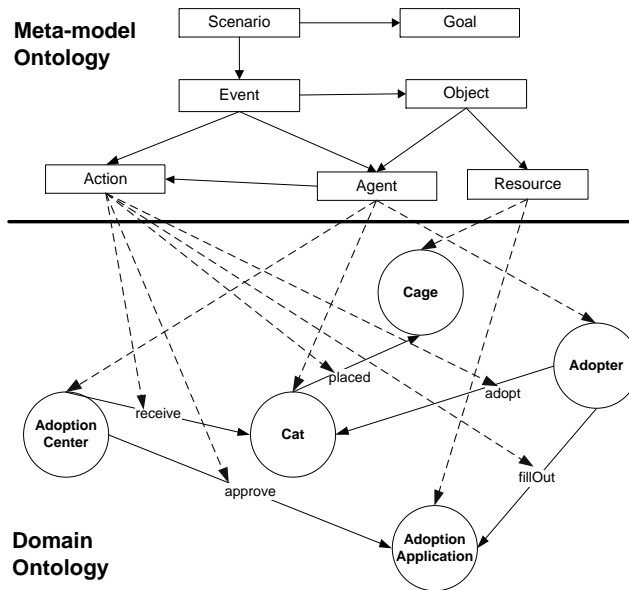 Meta-model
Ontology
Scenario
Goal
Event
Object
Action
Agent
Resource
Cage
placed
Adopter
adopt
receive
Adoption
Center
Cat
approve
fillOut
Adoption
Application
Domain
Ontology